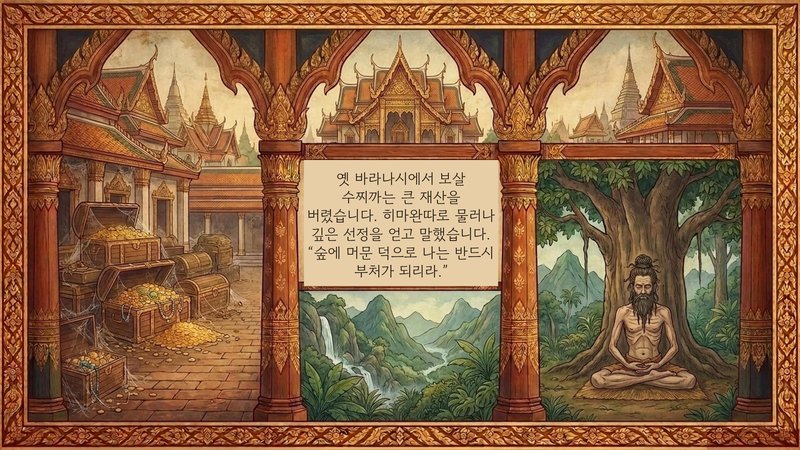 옛 바라나시에서 보살
수찌까는 큰 재산을
버렸습니다. 히마완따로 물러나
깊은 선정을 얻고 말했습니다.
“숲에 머문 덕으로 나는 반드시
부처가 되리라.”